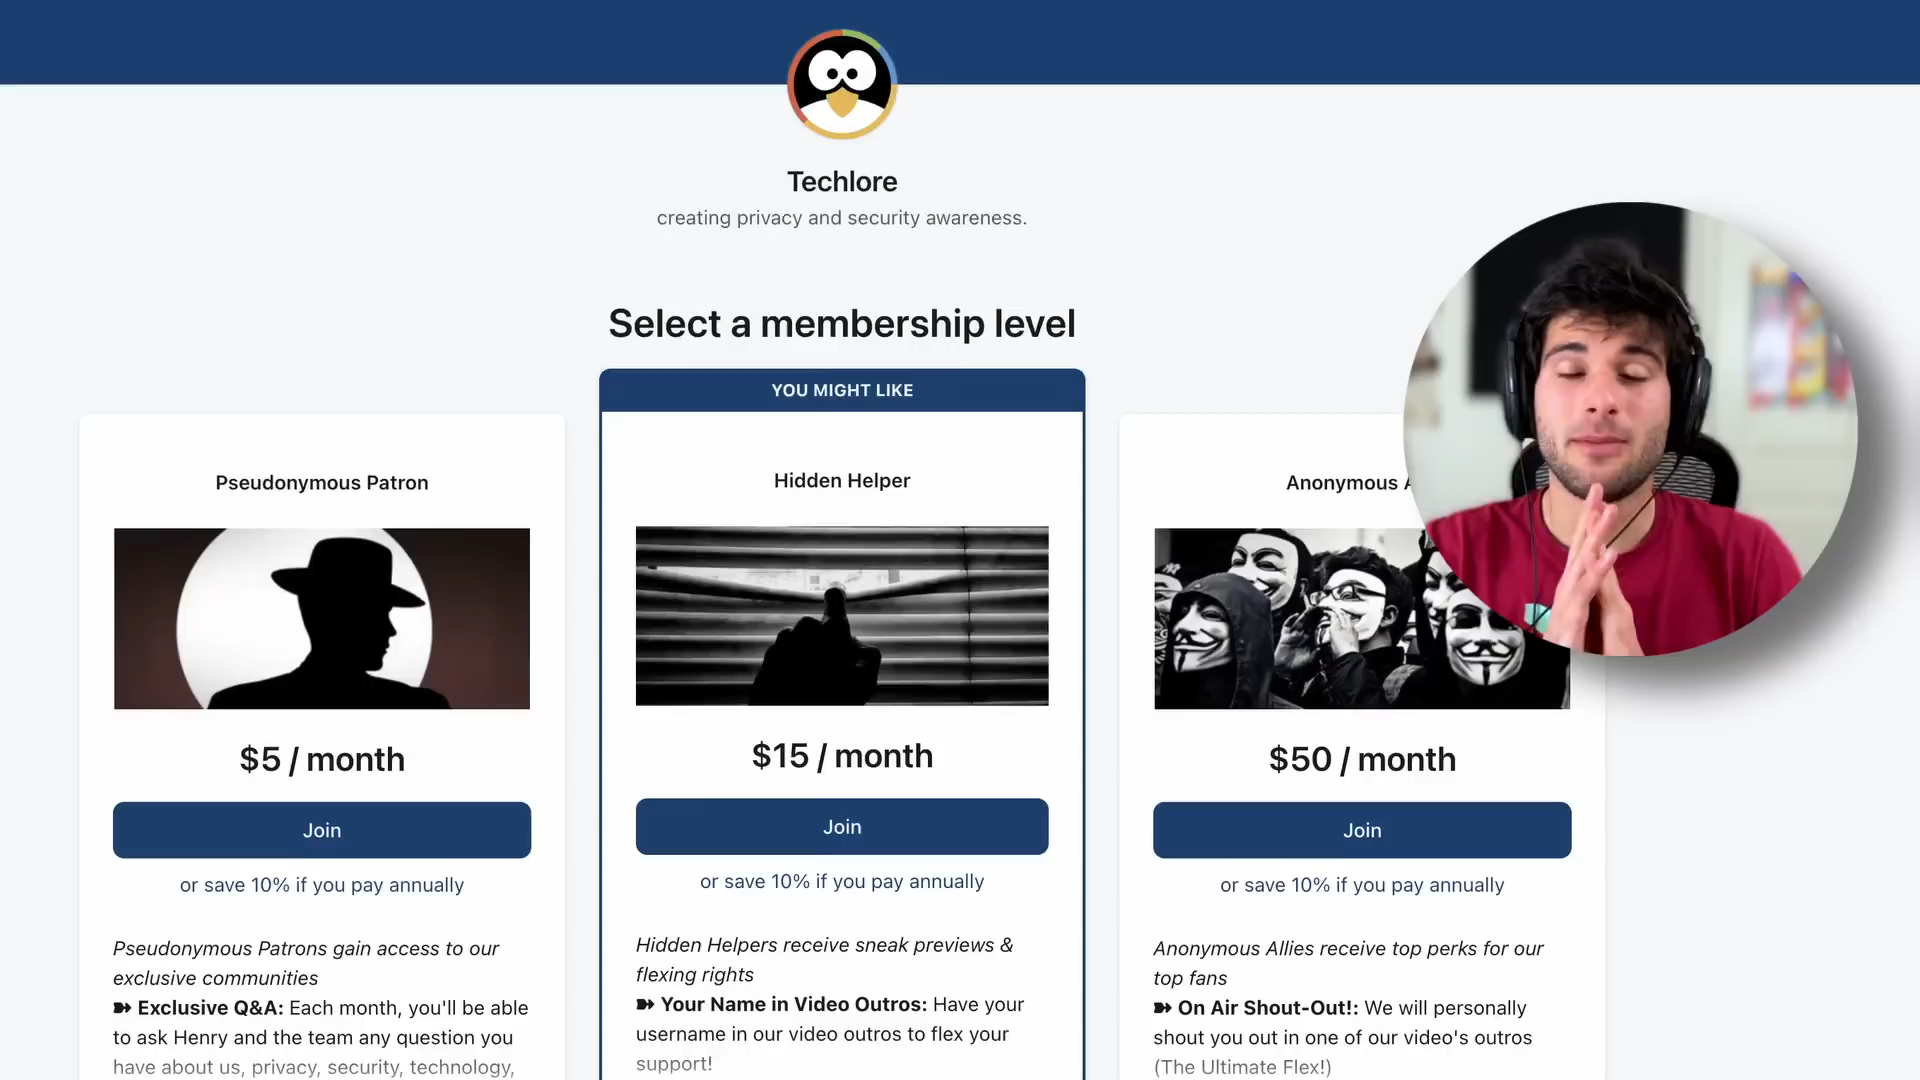 Techlore
creating privacy and security awareness.
Select a membership level
YOU MIGHT LIKE
Pseudonymous Patron
$5 / month
Join
or save 10% if you pay annually
Pseudonymous Patrons gain access to our
exclusive communities
➽ Exclusive Q&A: Each month, you'll be able
to ask Henry and the team any question you
have about us, privacy, security, technology,
Hidden Helper
$15 / month
Join
or save 10% if you pay annually
Hidden Helpers receive sneak previews &
flexing rights
➽ Your Name in Video Outros: Have your
username in our video outros to flex your
support!
Anonymous
$50 / month
Join
or save 10% if you pay annually
Anonymous Allies receive top perks for our
top fans
➽ On Air Shout-Out!: We will personally
shout you out in one of our video's outros
(The Ultimate Flex!)